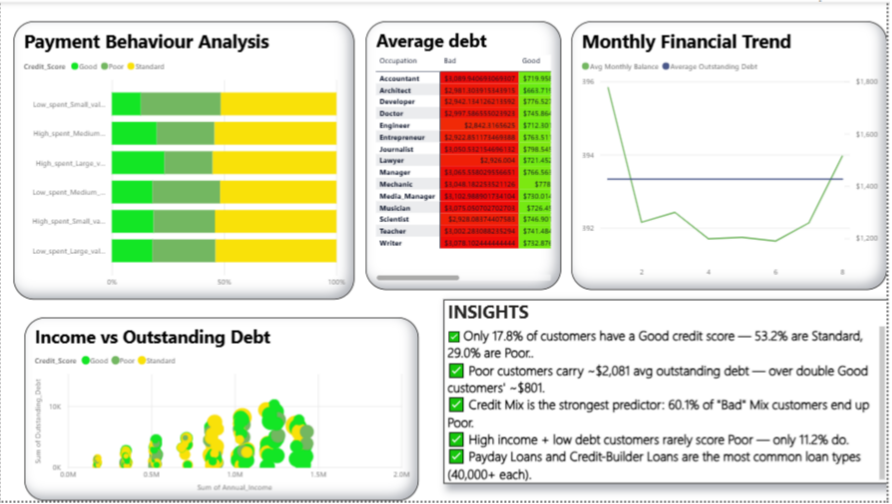 Payment Behaviour Analysis
Credit_Score Good Poor Standard
Low_spent_Small_val...
High_spent_Medium...
High_spent_Large_v...
Low_spent_Medium_...
High_spent_Small_va...
Low_spent_Large_val...
0% 50% 100%
Average debt
Occupation Bad Good
Accountant
Architect
Developer
Doctor
Engineer
Entrepreneur
Journalist
Lawyer
Manager
Mechanic $778
Media_Manager
Musician
Scientist
Teacher
Writer
Monthly Financial Trend
Avg Monthly Balance Average Outstanding Debt
396 $1,800
$1,600
394
$1,400
392
$1,200
2 4 6 8
Income vs Outstanding Debt
Credit_Score Good Poor Standard
Sum of Outstanding_Debt
10K
0K
0.0M 0.5M 1.0M 1.5M 2.0M
Sum of Annual_Income
INSIGHTS
✅ Only 17.8% of customers have a Good credit score — 53.2% are Standard,
29.0% are Poor..
✅ Poor customers carry ~$2,081 avg outstanding debt — over double Good
customers' ~$801.
✅ Credit Mix is the strongest predictor: 60.1% of "Bad" Mix customers end up
Poor.
✅ High income + low debt customers rarely score Poor — only 11.2% do.
✅ Payday Loans and Credit-Builder Loans are the most common loan types
(40,000+ each).